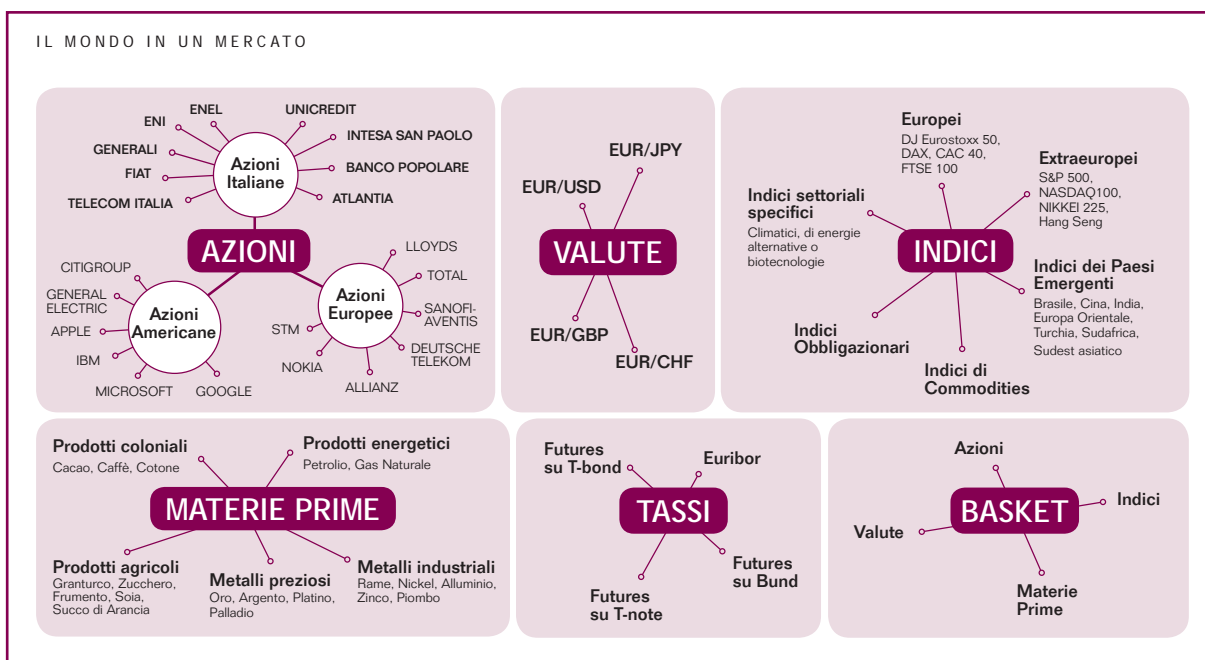 IL MONDO IN UN MERCATO
ENEL
UNICREDIT
ENI
INTESA SAN PAOLO
GENERALI
Azioni
Italiane
BANCO POPOLARE
FIAT
TELECOM ITALIA
ATLANTIA
AZIONI
CITIGROUP
GENERAL
ELECTRIC
APPLE
IBM
MICROSOFT
GOOGLE
Azioni
Americane
LLOYDS
TOTAL
Azioni
Europee
SANOFI-
AVENTIS
STM
DEUTSCHE
TELEKOM
NOKIA
ALLIANZ
EUR/JPY
EUR/USD
VALUTE
EUR/GBP
EUR/CHF
Europei
DJ Eurostoxx 50,
DAX, CAC 40,
FTSE 100
Extraeuropei
S&P 500,
NASDAQ100,
NIKKEI 225,
Hang Seng
Indici settoriali
specifici
Climatici, di energie
alternative o
biotecnologie
INDICI
Indici dei Paesi
Emergenti
Brasile, Cina, India,
Europa Orientale,
Turchia, Sudafrica,
Sudest asiatico
Indici
Obbligazionari
Indici di
Commodities
Prodotti coloniali
Cacao, Caffè, Cotone
Prodotti energetici
Petrolio, Gas Naturale
MATERIE PRIME
Prodotti agricoli
Granturco, Zucchero,
Frumento, Soia,
Succo di Arancia
Metalli preziosi
Oro, Argento, Platino,
Palladio
Metalli industriali
Rame, Nickel, Alluminio,
Zinco, Piombo
Futures
su T-bond
Euribor
TASSI
Futures
su Bund
Futures
su T-note
Azioni
Indici
BASKET
Valute
Materie
Prime